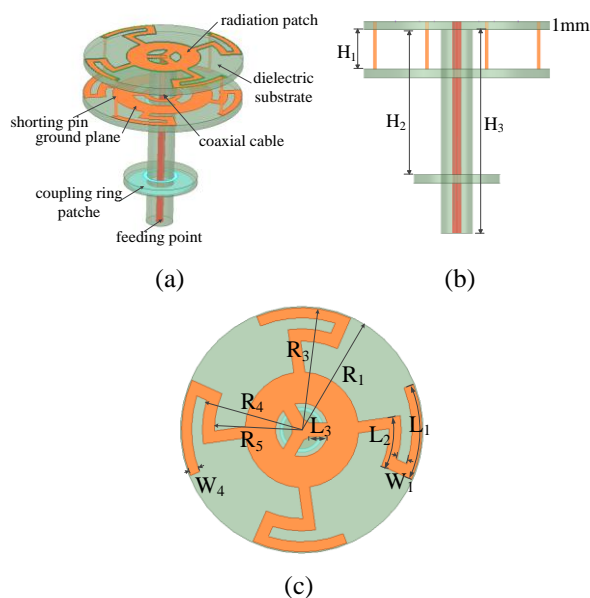 radiation patch
dielectric
substrate
shorting pin
ground plane
coaxial cable
coupling ring
patche
feeding point
(a)
1mm
H1
H2
H3
(b)
R3
R1
R4
L3
R5
L2
L1
W4
W1
(c)